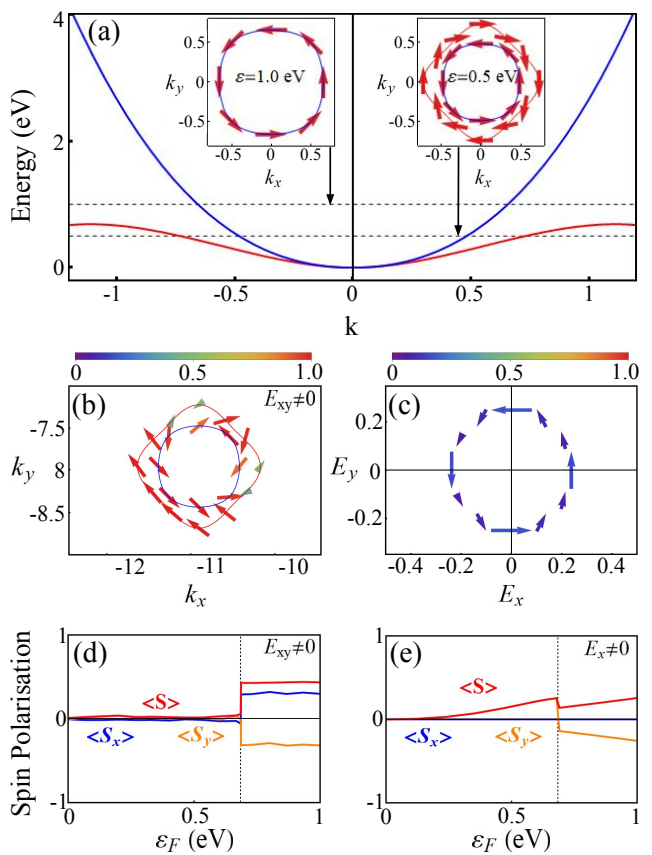 4
(a)
0.5
0
-0.5
k_y
ε=1.0 eV
-0.5 0 0.5
k_x
0.5
0
-0.5
k_y
ε=0.5 eV
-0.5 0 0.5
k_x
Energy (eV)
2
0
-1 -0.5 0 0.5 1
k
0 0.5 1.0
(b)
E_xy≠0
-7.5
k_y
-8
-8.5
-12 -11 -10
k_x
0 0.5 1.0
(c)
0.2
E_y
0
-0.2
-0.4 -0.2 0 0.2 0.4
E_x
Spin Polarisation
1
(d)
E_xy≠0
<S>
0
<S_x>
<S_y>
-1
0 0.5 1
ε_F (eV)
1
(e)
E_x≠0
<S>
0
<S_x>
<S_y>
-1
0 0.5 1
ε_F (eV)